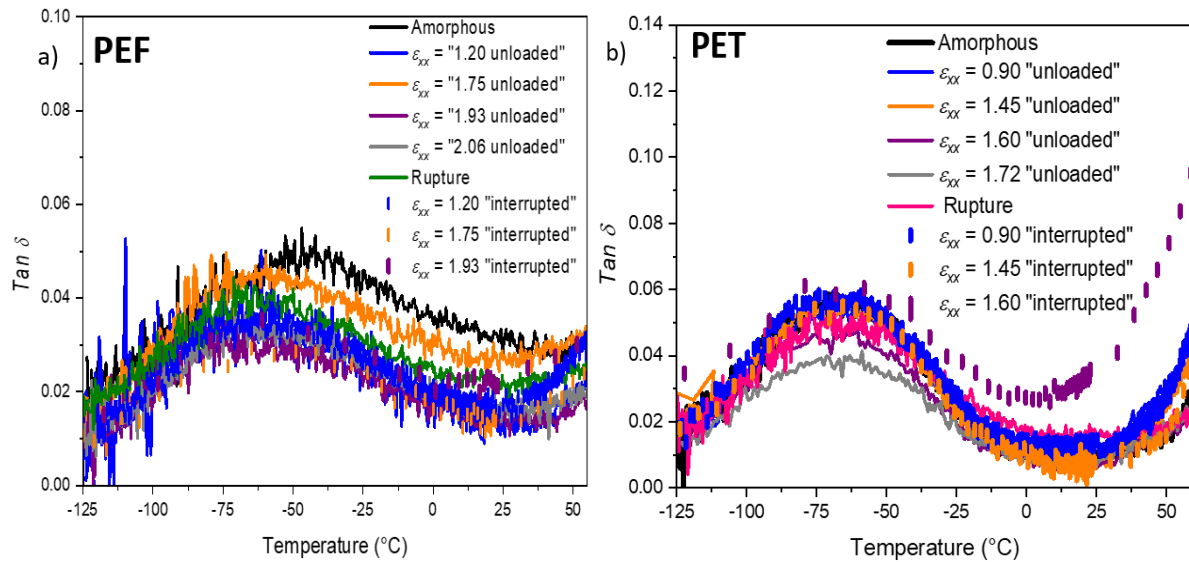 a)
PEF
Amorphous
εxx = "1.20 unloaded"
εxx = "1.75 unloaded"
εxx = "1.93 unloaded"
εxx = "2.06 unloaded"
Rupture
εxx = 1.20 "interrupted"
εxx = 1.75 "interrupted"
εxx = 1.93 "interrupted"
0.10
0.08
0.06
0.04
0.02
0.00
Tan δ
-125 -100 -75 -50 -25 0 25 50
Temperature (°C)
b)
PET
Amorphous
εxx = 0.90 "unloaded"
εxx = 1.45 "unloaded"
εxx = 1.60 "unloaded"
εxx = 1.72 "unloaded"
Rupture
εxx = 0.90 "interrupted"
εxx = 1.45 "interrupted"
εxx = 1.60 "interrupted"
0.14
0.12
0.10
0.08
0.06
0.04
0.02
0.00
Tan δ
-125 -100 -75 -50 -25 0 25 50
Temperature (°C)